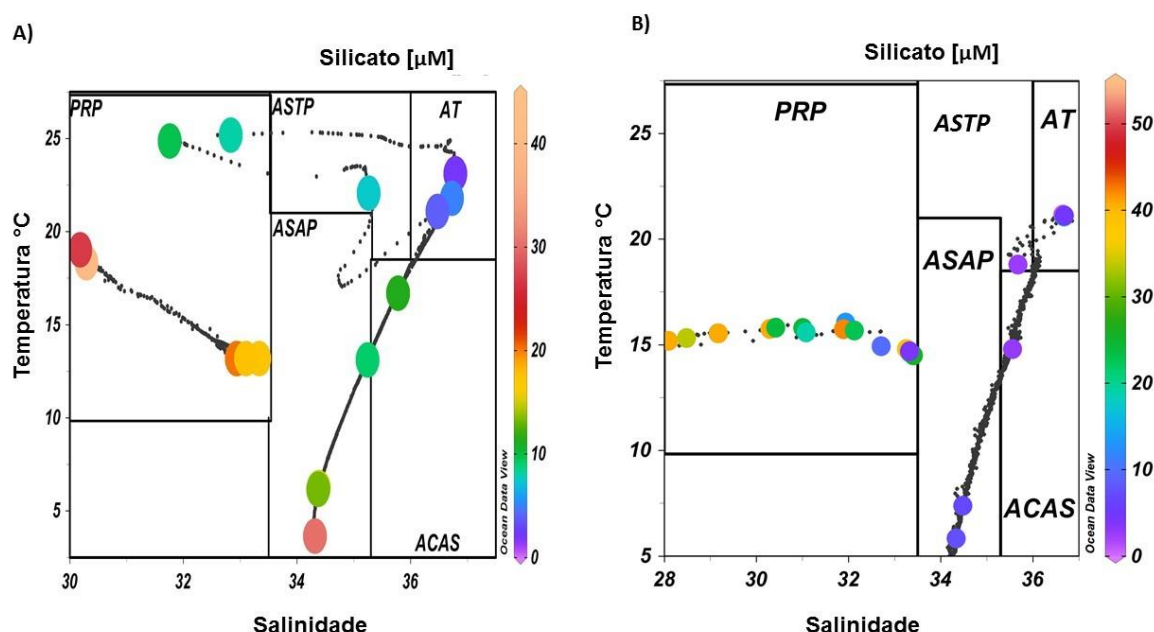 A)
Silicato [µM]
PRP
ASTP
AT
ASAP
ACAS
25
20
15
10
5
30
32
34
36
Temperatura °C
Salinidade
40
30
20
10
0
Ocean Data View
B)
Silicato [µM]
PRP
ASTP
AT
ASAP
ACAS
25
20
15
10
5
28
30
32
34
36
Temperatura °C
Salinidade
50
40
30
20
10
0
Ocean Data View